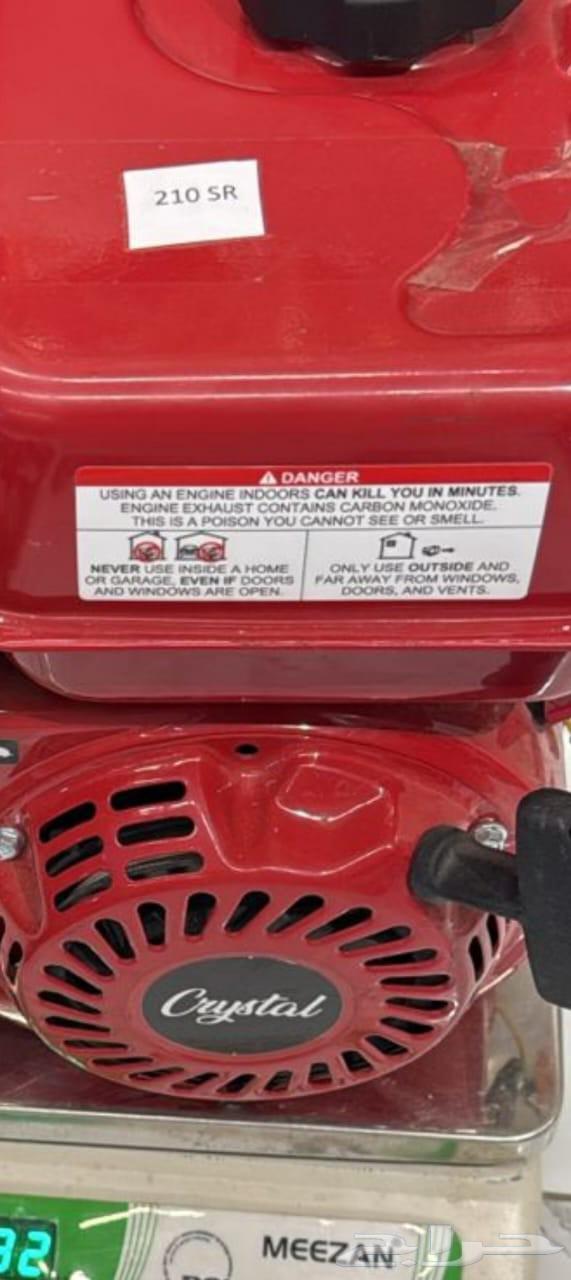 210 SR
DANGER
USING AN ENGINE INDOORS CAN KILL YOU IN MINUTES.
ENGINE EXHAUST CONTAINS CARBON MONOXIDE.
THIS IS A POISON YOU CANNOT SEE OR SMELL.
NEVER USE INSIDE A HOME
OR GARAGE, EVEN IF DOORS
AND WINDOWS ARE OPEN.
ONLY USE OUTSIDE AND
FAR AWAY FROM WINDOWS,
DOORS, AND VENTS.
Crystal
32
MEEZAN
حراج